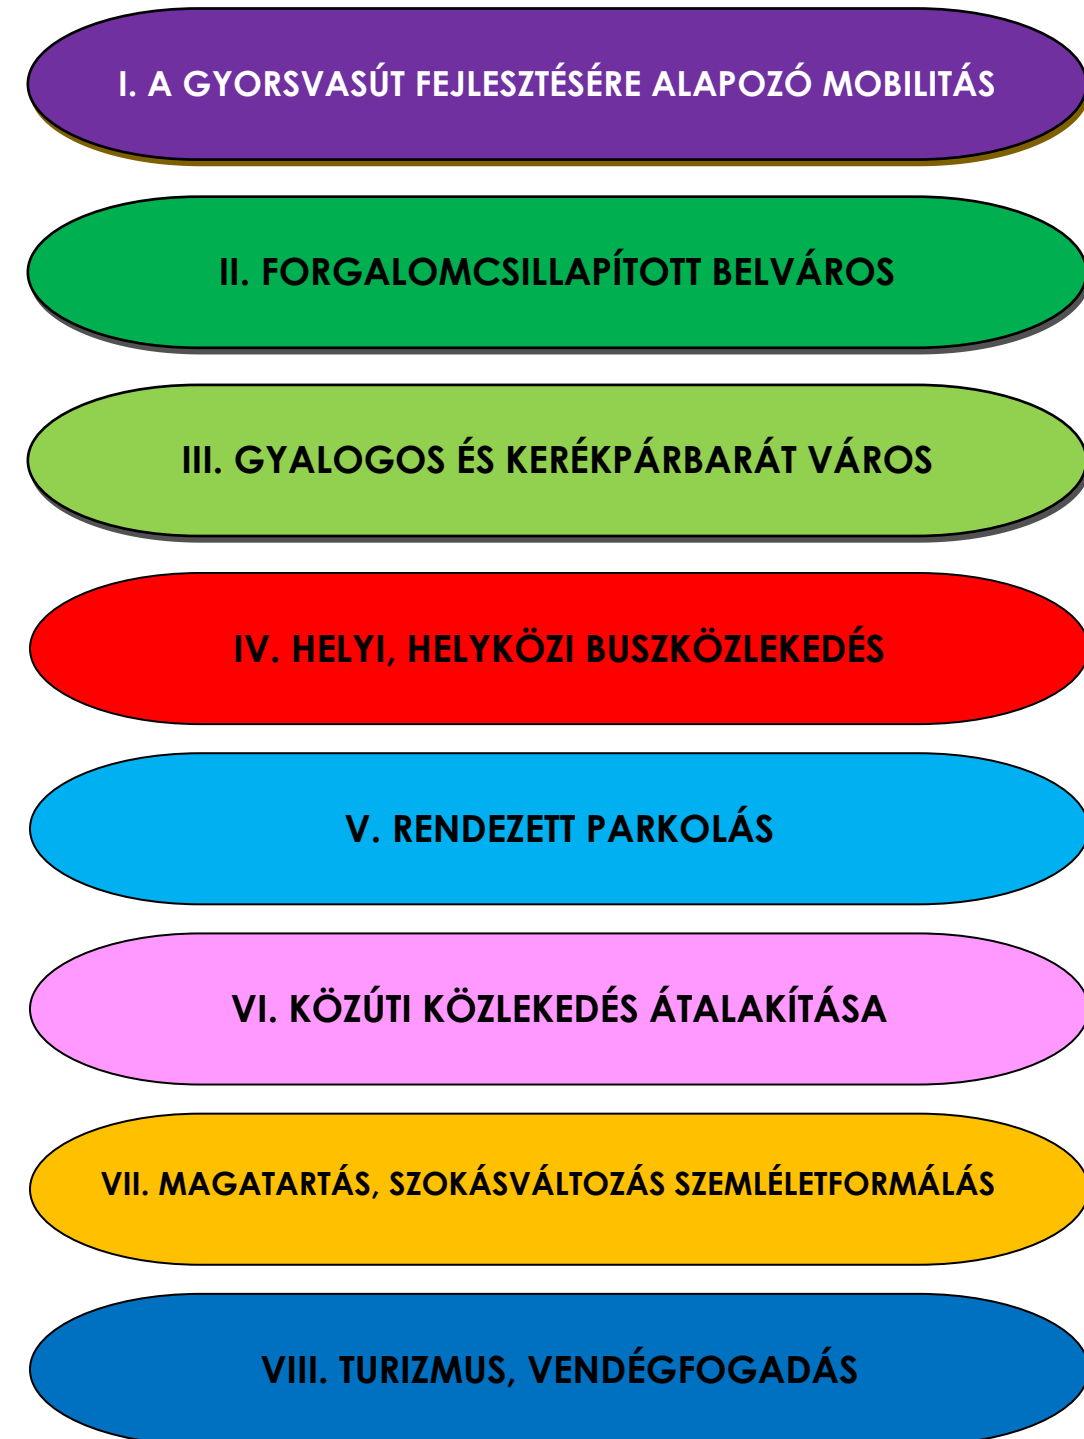 I. A GYORSVASÚT FEJLESZTÉSÉRE ALAPOZÓ MOBILITÁS
II. FORGALOMCSILLAPÍTOTT BELVÁROS
III. GYALOGOS ÉS KERÉKPÁRBARÁT VÁROS
IV. HELYI, HELYKÖZI BUSZKÖZLEKEDÉS
V. RENDEZETT PARKOLÁS
VI. KÖZÚTI KÖZLEKEDÉS ÁTALAKÍTÁSA
VII. MAGATARTÁS, SZOKÁSVÁLTOZÁS SZEMLÉLETFORMÁLÁS
VIII. TURIZMUS, VENDÉGFOGADÁS